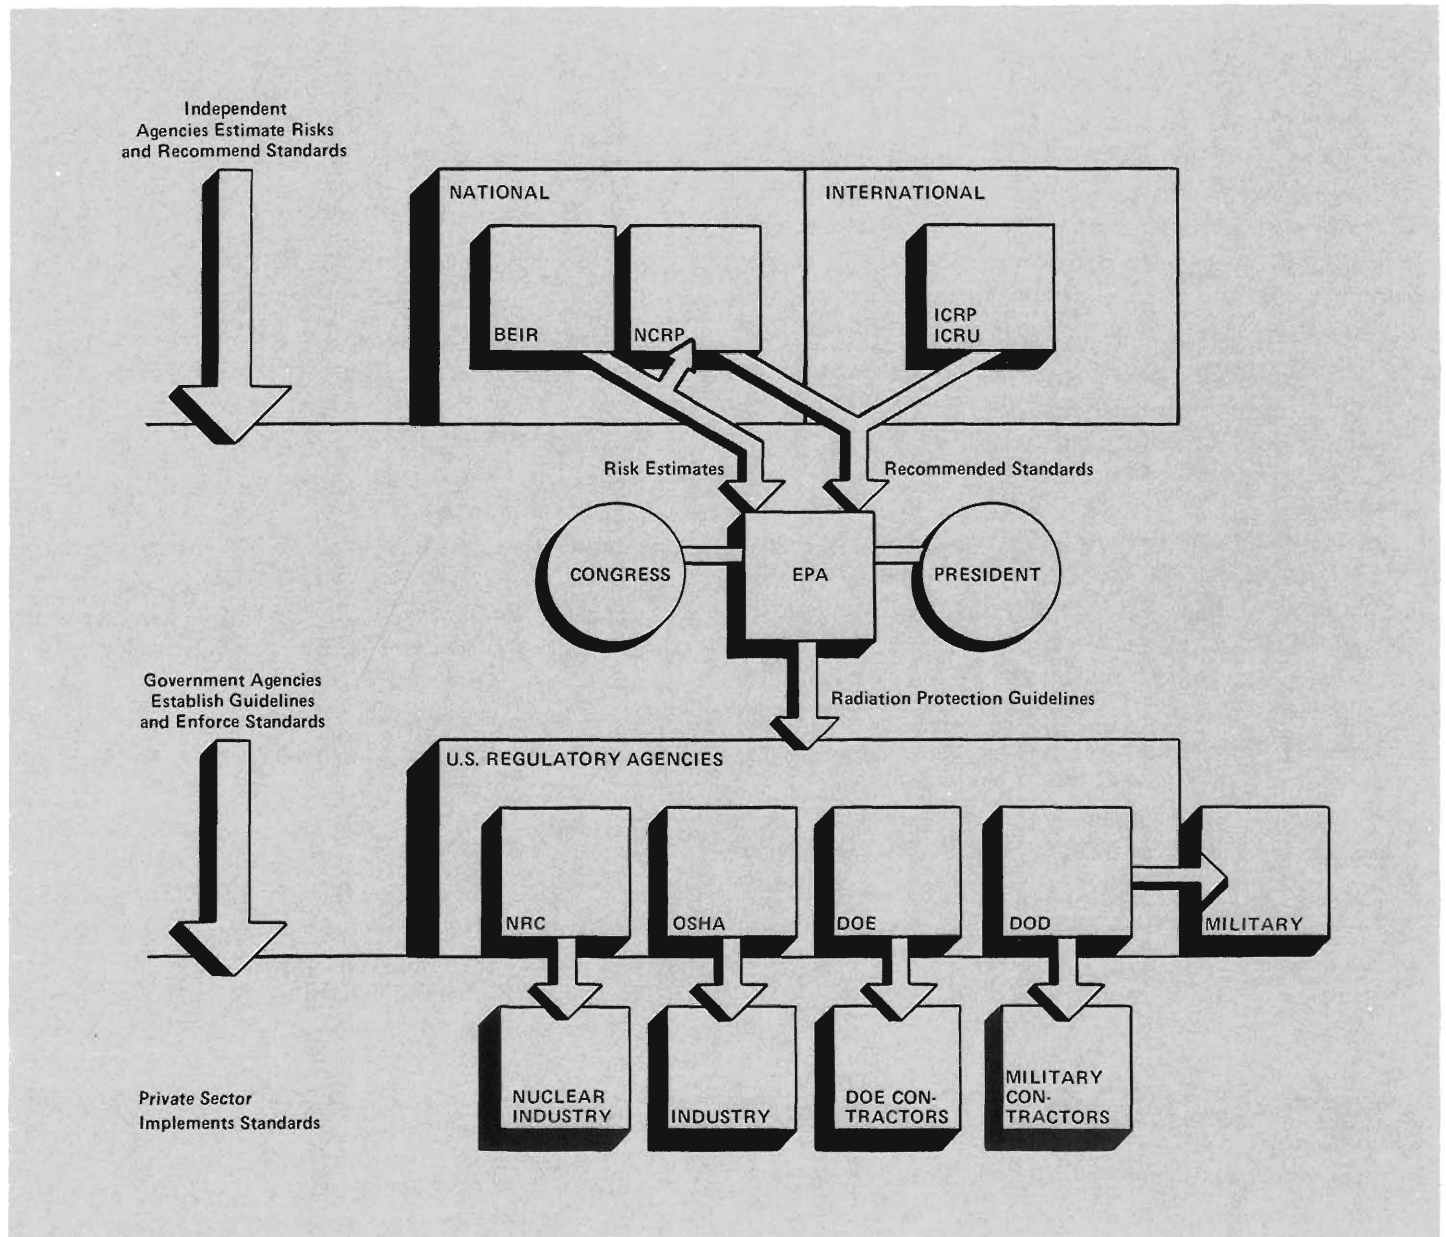 Independent
Agencies Estimate Risks
and Recommend Standards
NATIONAL
INTERNATIONAL
BEIR
NCRP
ICRP
ICRU
Risk Estimates
Recommended Standards
CONGRESS
EPA
PRESIDENT
Government Agencies
Establish Guidelines
and Enforce Standards
Radiation Protection Guidelines
U.S. REGULATORY AGENCIES
NRC
OSHA
DOE
DOD
MILITARY
Private Sector
Implements Standards
NUCLEAR
INDUSTRY
INDUSTRY
DOE CON-
TRACTORS
MILITARY
CON-
TRACTORS